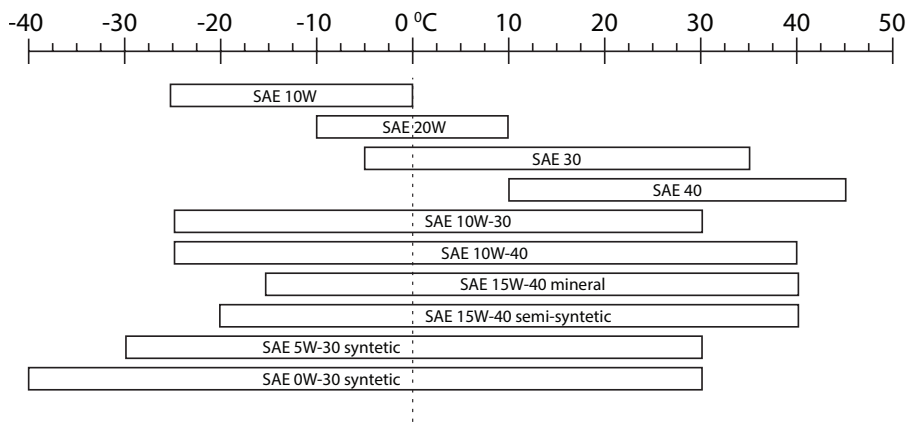 -40 -30 -20 -10 0 ⁰C 10 20 30 40 50
SAE 10W
SAE 20W
SAE 30
SAE 40
SAE 10W-30
SAE 10W-40
SAE 15W-40 mineral
SAE 15W-40 semi-syntetic
SAE 5W-30 syntetic
SAE 0W-30 syntetic